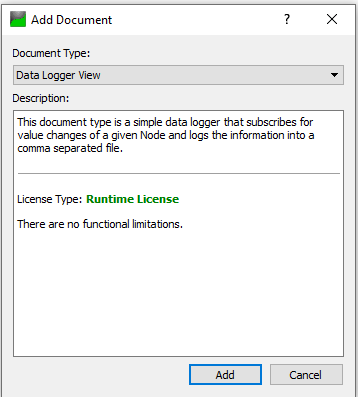 Add Document
?
Document Type:
Data Logger View
Description:
This document type is a simple data logger that subscribes for
value changes of a given Node and logs the information into a
comma separated file.
License Type: Runtime License
There are no functional limitations.
Add
Cancel